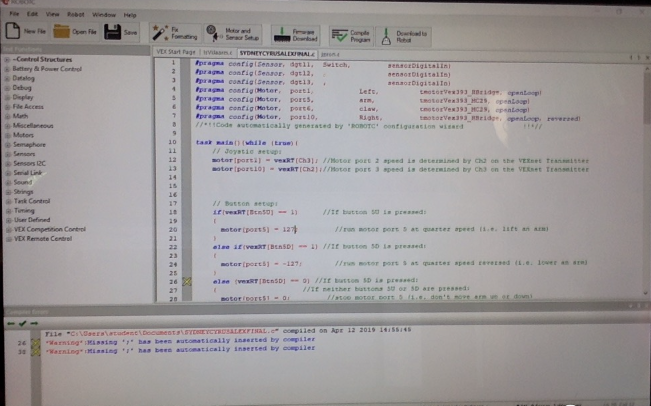 File Edit View Robot Window Help
New File Open File Save Fix Formatting Motor and Sensor Setup Firmware Download Compile Program Download to Robot
VEX Start Page SYDNEYCYRUSALEXFINAL.c
Control Structures
Battery & Power Control
Datalog
Debug
Display
File Access
Math
Miscellaneous
Motors
Semaphore
Sensors
Sensors I2C
Serial Link
Sound
Strings
Task Control
Timing
User Defined
VEX Competition Control
VEX Remote Control
1 #pragma config(Sensor, dgtl1, Switch, sensorDigitalIn)
2 #pragma config(Sensor, dgtl2, , sensorDigitalIn)
3 #pragma config(Sensor, dgtl3, , sensorDigitalIn)
4 #pragma config(Motor, port1, Left, tmotorVex393_HBridge, openLoop)
5 #pragma config(Motor, port5, arm, tmotorVex393_MC29, openLoop)
6 #pragma config(Motor, port6, claw, tmotorVex393_MC29, openLoop)
7 #pragma config(Motor, port10, Right, tmotorVex393_HBridge, openLoop, reversed)
8 //*!!Code automatically generated by 'ROBOTC' configuration wizard !!*//
9
10 task main(){while (true){
11 // Joystic setup:
12 motor[port1] = vexRT[Ch3]; //Motor port 2 speed is determined by Ch2 on the VEXnet Transmitter
13 motor[port10] = vexRT[Ch2];//Motor port 3 speed is determined by Ch3 on the VEXnet Transmitter
14
15
16
17 // Button setup:
18 if(vexRT[Btn5U] == 1) //If button 5U is pressed:
19 {
20 motor[port5] = 127; //run motor port 5 at quarter speed (i.e. lift an arm)
21 }
22 else if(vexRT[Btn5D] == 1) //If button 5D is pressed:
23 {
24 motor[port5] = -127; //run motor port 5 at quarter speed reversed (i.e. lower an arm)
25 }
26 else (vexRT[Btn5D] == 0) //If button 5D is pressed:
27 { //If neither buttons 5U or 5D are pressed:
28 motor[port5] = 0; //stop motor port 5 (i.e. don't move arm up or down)
File "C:\Users\student\Documents\SYDNEYCYRUSALEXFINAL.c" compiled on Apr 12 2019 14:55:45
26 *Warning*:Missing ';' has been automatically inserted by compiler
38 *Warning*:Missing ';' has been automatically inserted by compiler